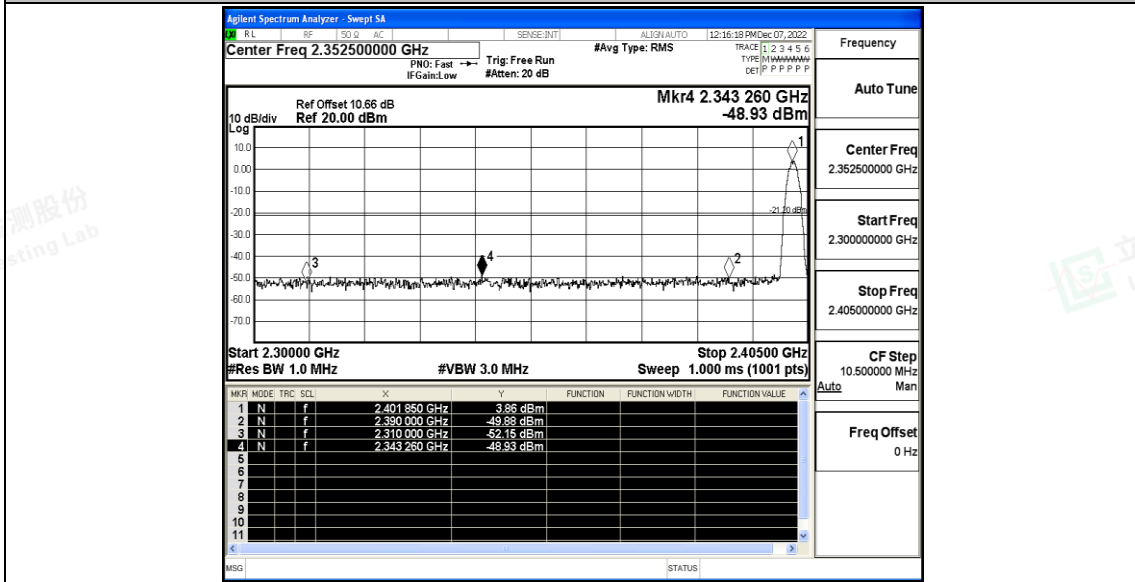 Agilent Spectrum Analyzer - Swept SA
RL RF 50 Ω AC SENSE:INT ALIGNAUTO 12:16:18 PM Dec 07, 2022
Center Freq 2.352500000 GHz #Avg Type: RMS TRACE 1 2 3 4 5 6
PNO: Fast Trig: Free Run TYPE
IFGain:Low #Atten: 20 dB DET P P P P P P
Mkr4 2.343 260 GHz
-48.93 dBm
Ref Offset 10.66 dB
10 dB/div Ref 20.00 dBm
Log
10.0
0.00
-10.0
-20.0
-30.0
-40.0
-50.0
-60.0
-70.0
1
-21.20 dBm
3
4
2
Start 2.30000 GHz Stop 2.40500 GHz
#Res BW 1.0 MHz #VBW 3.0 MHz Sweep 1.000 ms (1001 pts)
MKR MODE TRC SCL X Y FUNCTION FUNCTION WIDTH FUNCTION VALUE
1 N f 2.401 850 GHz 3.86 dBm
2 N f 2.390 000 GHz -49.88 dBm
3 N f 2.310 000 GHz -52.15 dBm
4 N f 2.343 260 GHz -48.93 dBm
5
6
7
8
9
10
11
MSG STATUS
Frequency
Auto Tune
Center Freq
2.352500000 GHz
Start Freq
2.300000000 GHz
Stop Freq
2.405000000 GHz
CF Step
10.500000 MHz
Auto Man
Freq Offset
0 Hz
测股份
sting Lab
立